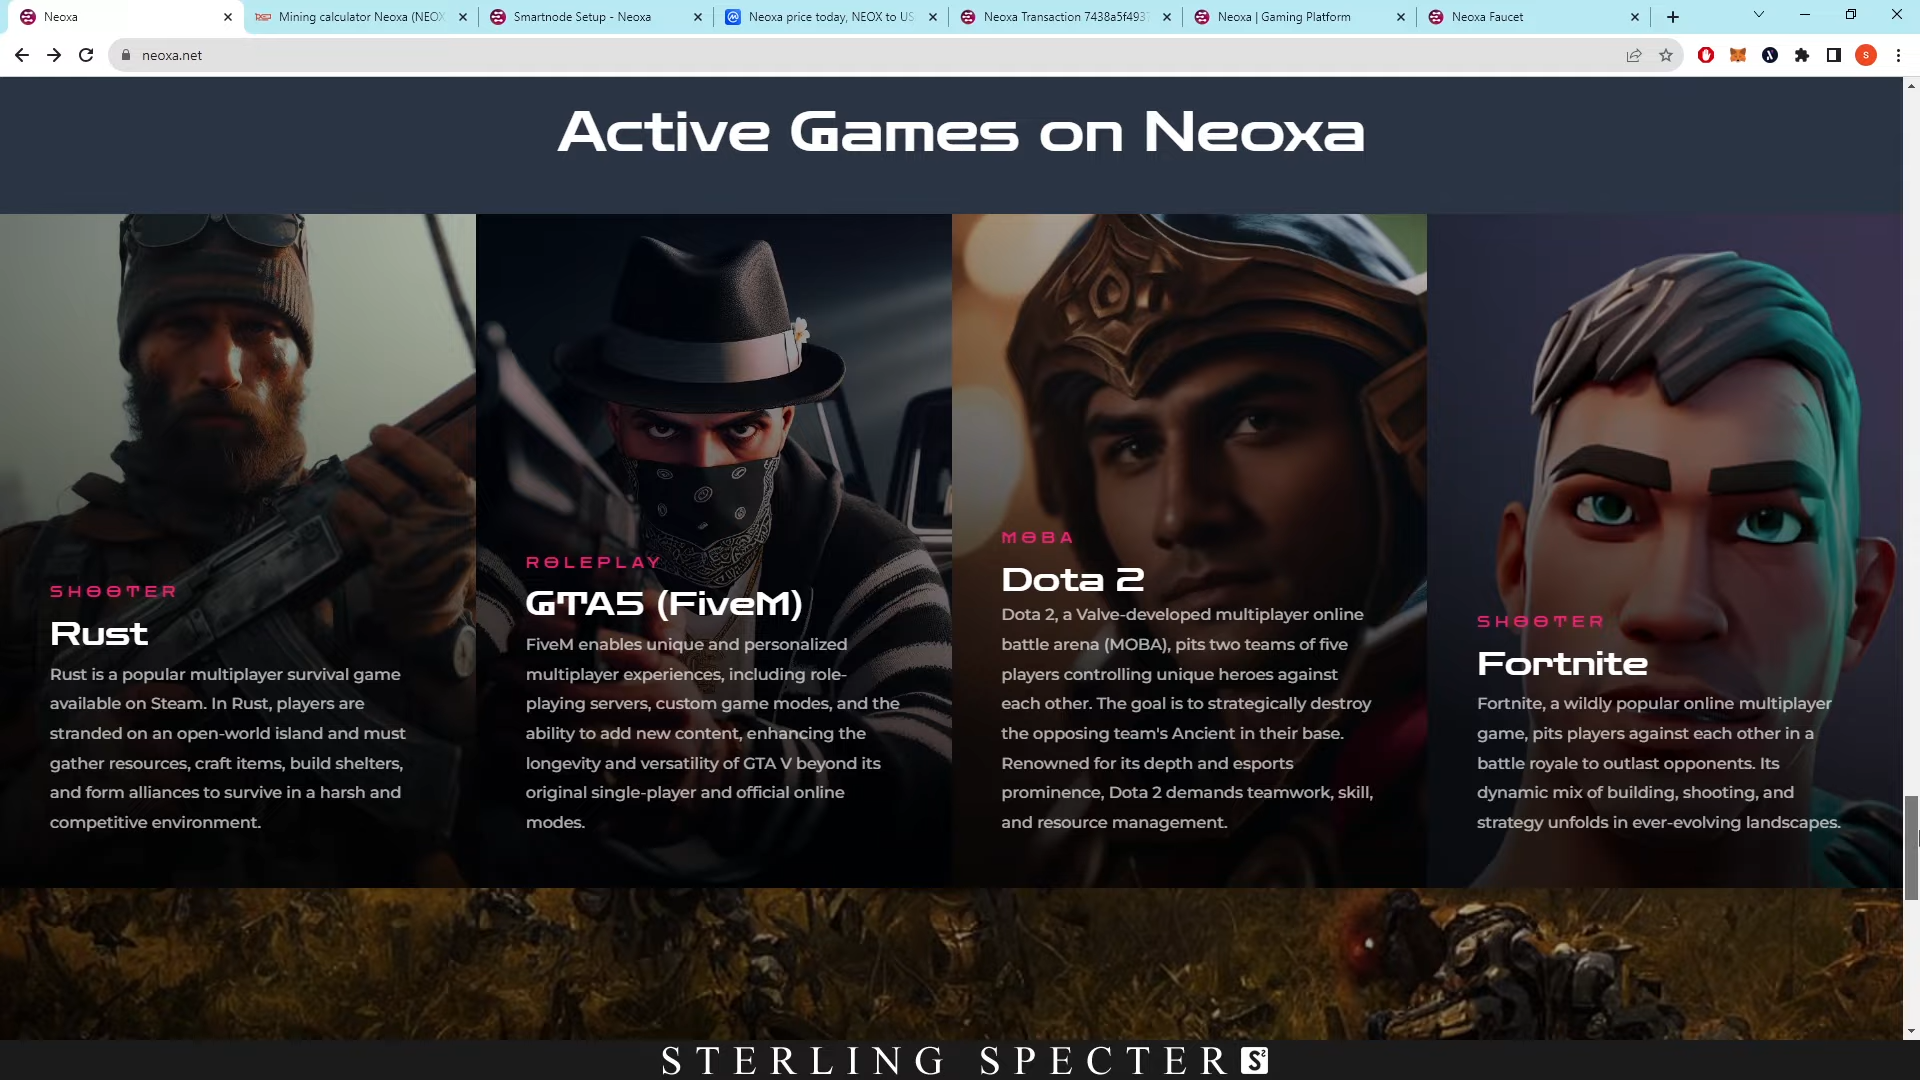 Neoxa
Mining calculator Neoxa (NEOX
Smartnode Setup - Neoxa
Neoxa price today, NEOX to US
Neoxa Transaction 7438a5f4937
Neoxa | Gaming Platform
Neoxa Faucet
neoxa.net
S
Active Games on Neoxa
SHOOTER
Rust
Rust is a popular multiplayer survival game
available on Steam. In Rust, players are
stranded on an open-world island and must
gather resources, craft items, build shelters,
and form alliances to survive in a harsh and
competitive environment.
ROLEPLAY
GTA5 (FiveM)
FiveM enables unique and personalized
multiplayer experiences, including role-
playing servers, custom game modes, and the
ability to add new content, enhancing the
longevity and versatility of GTA V beyond its
original single-player and official online
modes.
MOBA
Dota 2
Dota 2, a Valve-developed multiplayer online
battle arena (MOBA), pits two teams of five
players controlling unique heroes against
each other. The goal is to strategically destroy
the opposing team's Ancient in their base.
Renowned for its depth and esports
prominence, Dota 2 demands teamwork, skill,
and resource management.
SHOOTER
Fortnite
Fortnite, a wildly popular online multiplayer
game, pits players against each other in a
battle royale to outlast opponents. Its
dynamic mix of building, shooting, and
strategy unfolds in ever-evolving landscapes.
STERLING SPECTER S²